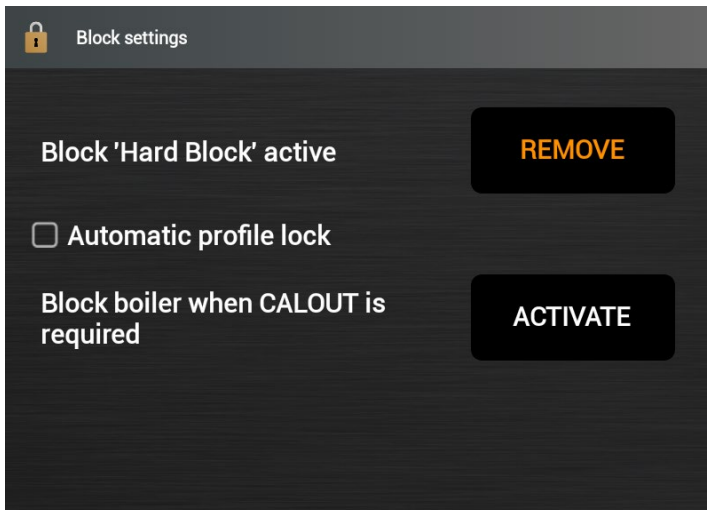 Block settings
Block 'Hard Block' active
REMOVE
Automatic profile lock
Block boiler when CALOUT is
required
ACTIVATE